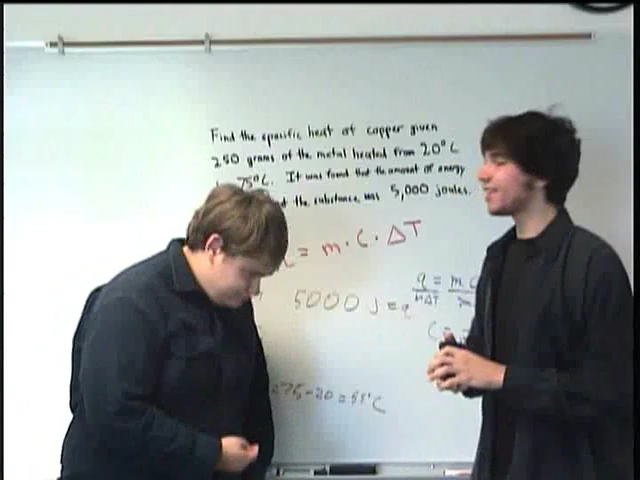 Find the specific heat of copper given
250 grams of the metal heated from 20°C
75°C. It was found that the amount of energy
the substance was 5,000 joules.
= m · C · ΔT
q = m C
MΔT
5000 J = q
C =
= 75 - 20 = 55°C